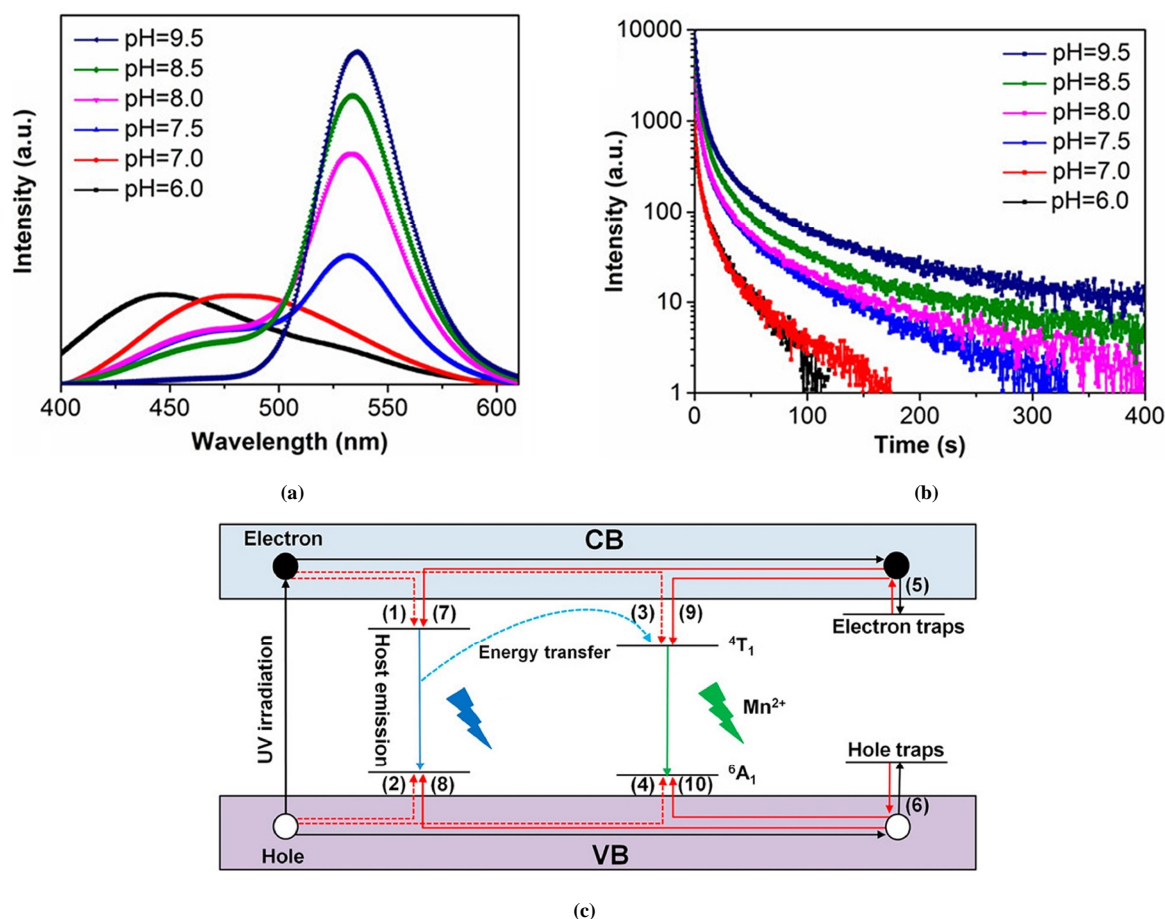 pH=9.5
pH=8.5
pH=8.0
pH=7.5
pH=7.0
pH=6.0
Intensity (a.u.)
400 450 500 550 600
Wavelength (nm)
(a)
10000
1000
100
10
1
pH=9.5
pH=8.5
pH=8.0
pH=7.5
pH=7.0
pH=6.0
Intensity (a.u.)
0 100 200 300 400
Time (s)
(b)
Electron
CB
(1) (7) (3) (9) (5)
Electron traps
UV irradiation
Host emission
Energy transfer
⁴T₁
Mn²⁺
Hole traps
⁶A₁
(2) (8) (4) (10) (6)
Hole
VB
(c)